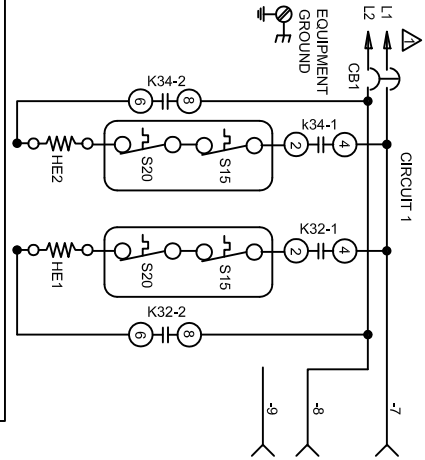 1
L1
L2
CB1
CIRCUIT 1
EQUIPMENT
GROUND
K34-2
6
8
k34-1
2
4
S20
S15
HE2
K32-1
2
4
S20
S15
HE1
K32-2
6
8
-7
-8
-9